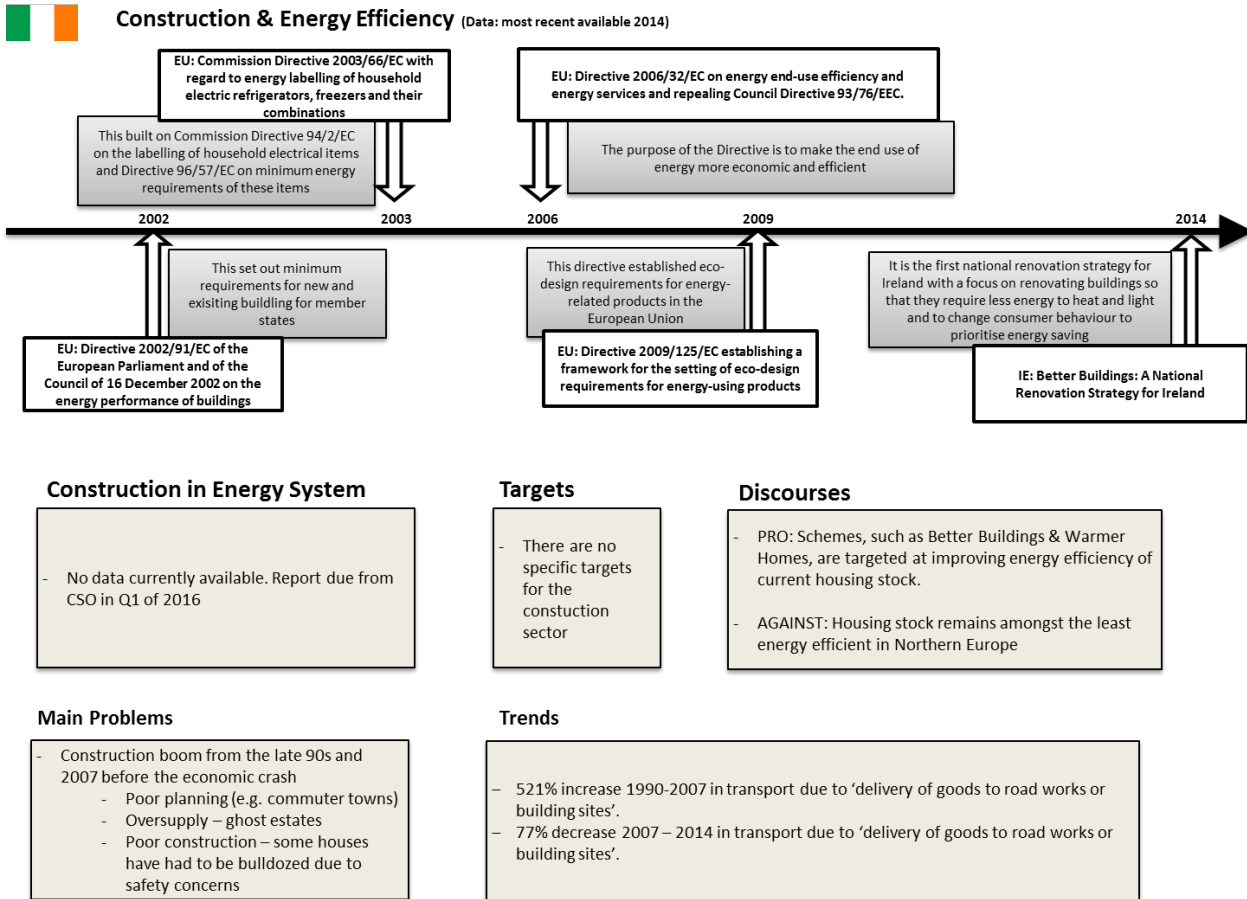 Construction & Energy Efficiency (Data: most recent available 2014)
EU: Commission Directive 2003/66/EC with
regard to energy labelling of household
electric refrigerators, freezers and their
combinations
EU: Directive 2006/32/EC on energy end-use efficiency and
energy services and repealing Council Directive 93/76/EEC.
This built on Commission Directive 94/2/EC
on the labelling of household electrical items
and Directive 96/57/EC on minimum energy
requirements of these items
The purpose of the Directive is to make the end use of
energy more economic and efficient
2002
2003
2006
2009
2014
This set out minimum
requirements for new and
exisiting buildling for member
states
This directive established eco-
design requirements for energy-
related products in the
European Union
It is the first national renovation strategy for
Ireland with a focus on renovating buildings so
that they require less energy to heat and light
and to change consumer behaviour to
prioritise energy saving
EU: Directive 2002/91/EC of the
European Parliament and of the
Council of 16 December 2002 on the
energy performance of buildings
EU: Directive 2009/125/EC establishing a
framework for the setting of eco-design
requirements for energy-using products
IE: Better Buildings: A National
Renovation Strategy for Ireland
Construction in Energy System
- No data currently available. Report due from
CSO in Q1 of 2016
Targets
- There are no
specific targets
for the
constuction
sector
Discourses
- PRO: Schemes, such as Better Buildings & Warmer
Homes, are targeted at improving energy efficiency of
current housing stock.
- AGAINST: Housing stock remains amongst the least
energy efficient in Northern Europe
Main Problems
- Construction boom from the late 90s and
2007 before the economic crash
- Poor planning (e.g. commuter towns)
- Oversupply – ghost estates
- Poor construction – some houses
have had to be bulldozed due to
safety concerns
Trends
– 521% increase 1990-2007 in transport due to ‘delivery of goods to road works or
building sites’.
– 77% decrease 2007 – 2014 in transport due to ‘delivery of goods to road works or
building sites’.